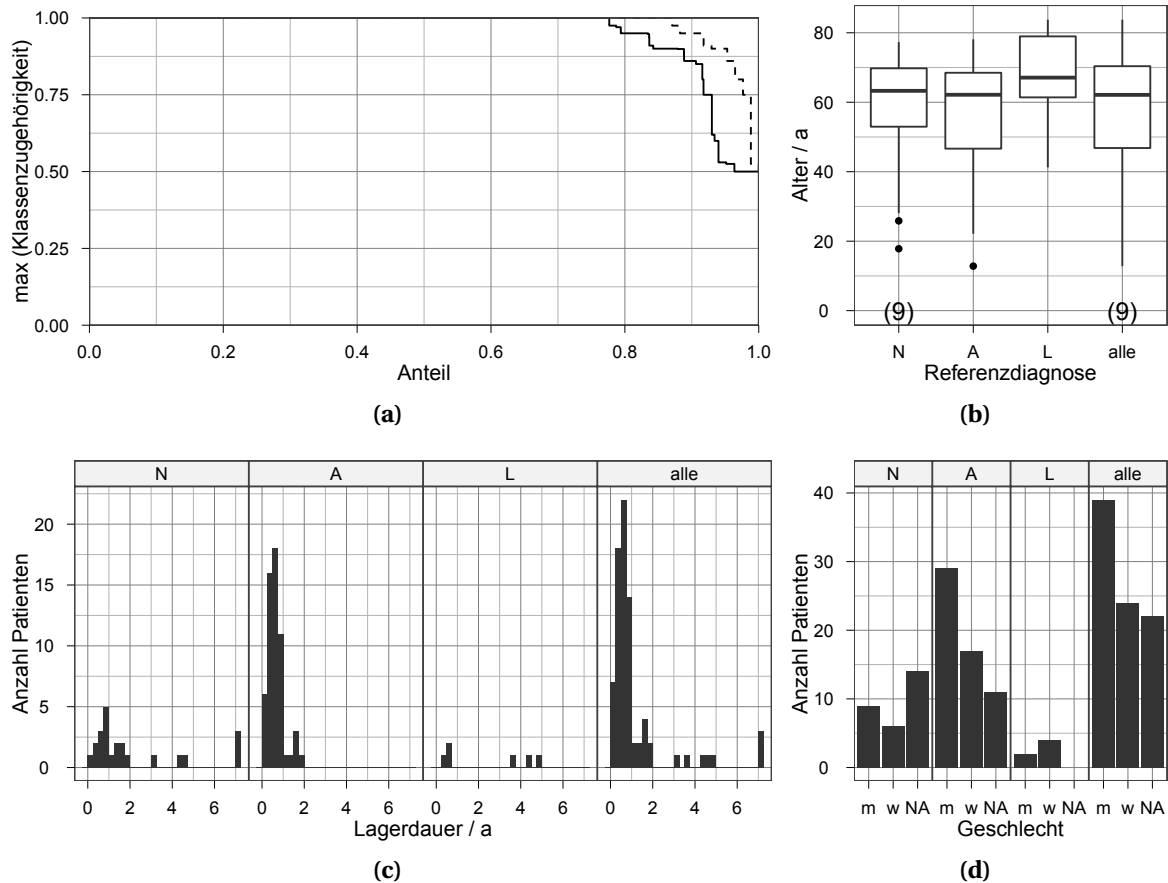 max (Klassenzugehörigkeit)
1.00
0.75
0.50
0.25
0.00
0.0 0.2 0.4 0.6 0.8 1.0
Anteil
(a)
Alter / a
80
60
40
20
0
(9) (9)
N A L alle
Referenzdiagnose
(b)
N A L alle
Anzahl Patienten
20
15
10
5
0
0 2 4 6 0 2 4 6 0 2 4 6 0 2 4 6
Lagerdauer / a
(c)
N A L alle
Anzahl Patienten
40
30
20
10
0
m w NA m w NA m w NA m w NA
Geschlecht
(d)